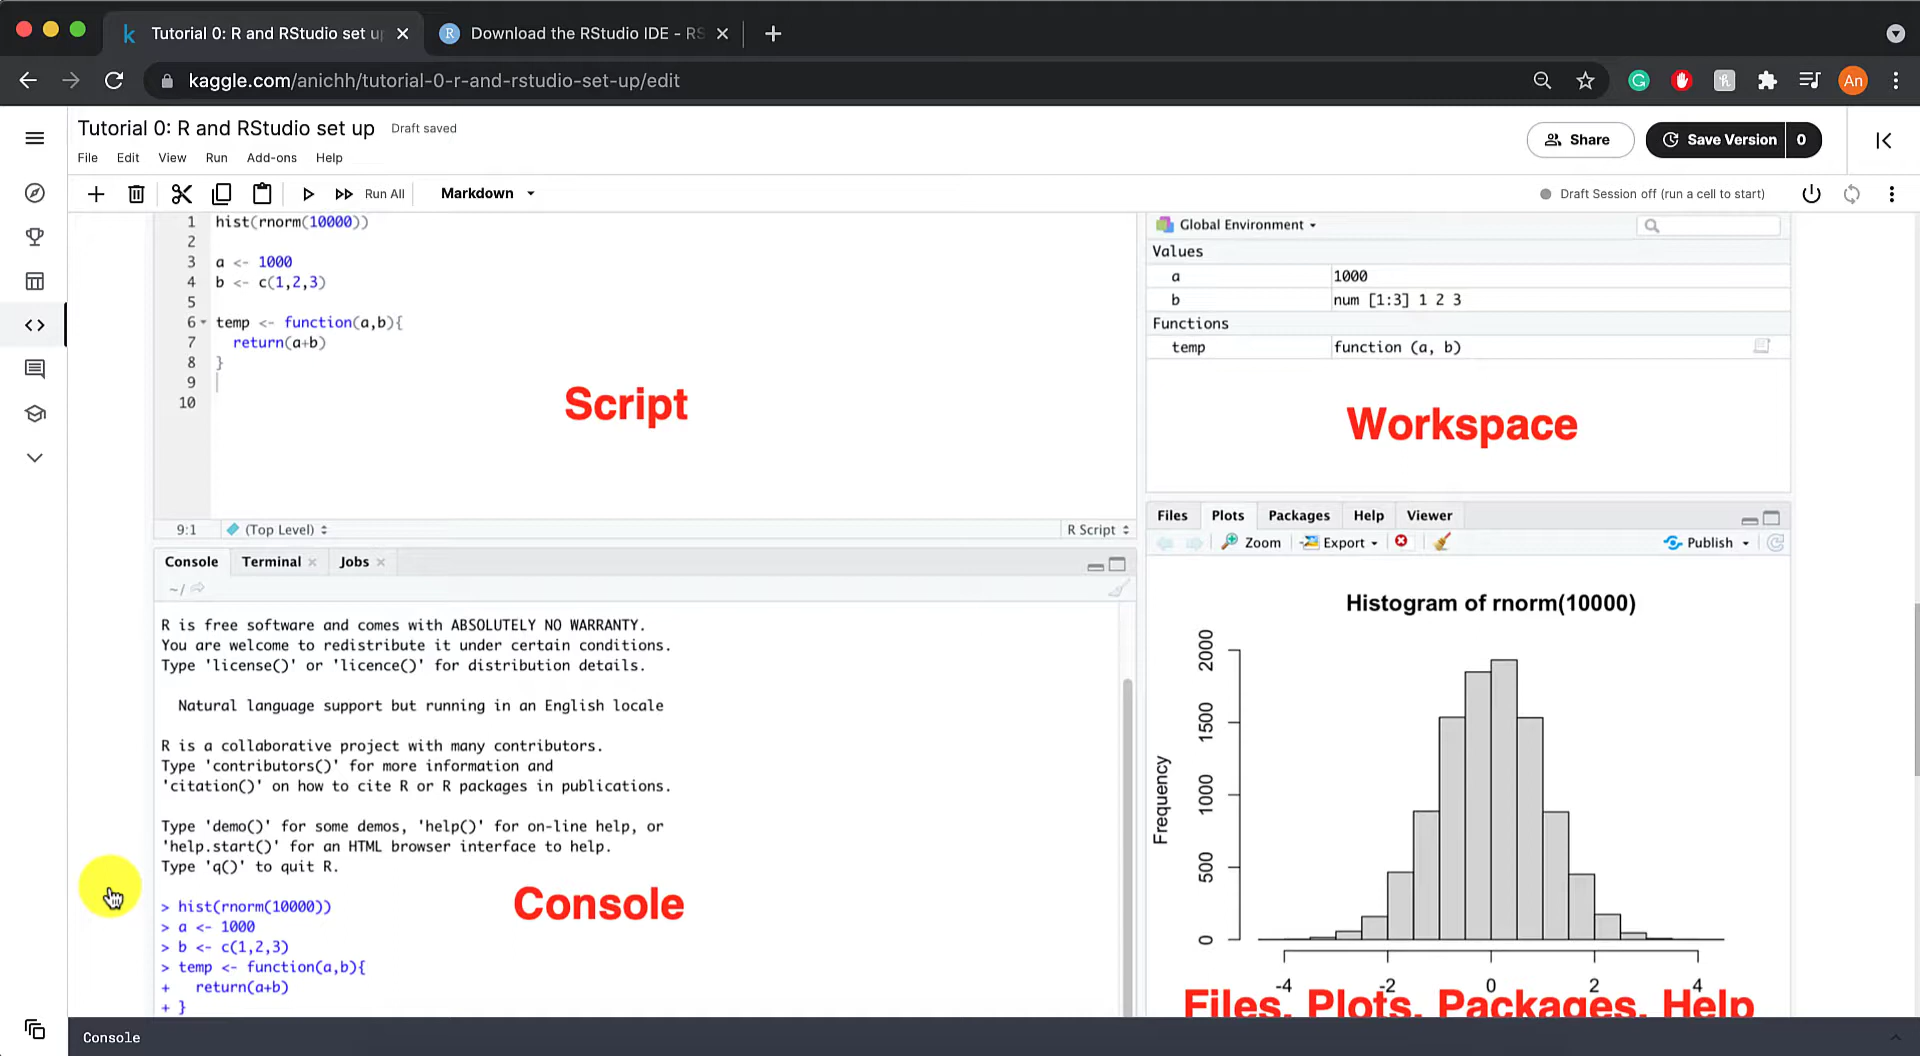 Tutorial 0: R and RStudio set up
Download the RStudio IDE - RS
kaggle.com/anichh/tutorial-0-r-and-rstudio-set-up/edit
An
Tutorial 0: R and RStudio set up
Draft saved
File Edit View Run Add-ons Help
Share
Save Version 0
Run All
Markdown
Draft Session off (run a cell to start)
1 hist(rnorm(10000))
2
3 a <- 1000
4 b <- c(1,2,3)
5
6 temp <- function(a,b){
7 return(a+b)
8 }
9
10
Script
9:1 (Top Level) R Script
Global Environment
Values
a 1000
b num [1:3] 1 2 3
Functions
temp function (a, b)
Workspace
Console Terminal Jobs
~/
R is free software and comes with ABSOLUTELY NO WARRANTY.
You are welcome to redistribute it under certain conditions.
Type 'license()' or 'licence()' for distribution details.
Natural language support but running in an English locale
R is a collaborative project with many contributors.
Type 'contributors()' for more information and
'citation()' on how to cite R or R packages in publications.
Type 'demo()' for some demos, 'help()' for on-line help, or
'help.start()' for an HTML browser interface to help.
Type 'q()' to quit R.
> hist(rnorm(10000))
> a <- 1000
> b <- c(1,2,3)
> temp <- function(a,b){
+ return(a+b)
+ }
Console
Files Plots Packages Help Viewer
Zoom Export Publish
Histogram of rnorm(10000)
Frequency
2000
1500
1000
500
0
-4 -2 0 2 4
Files, Plots, Packages, Help
Console